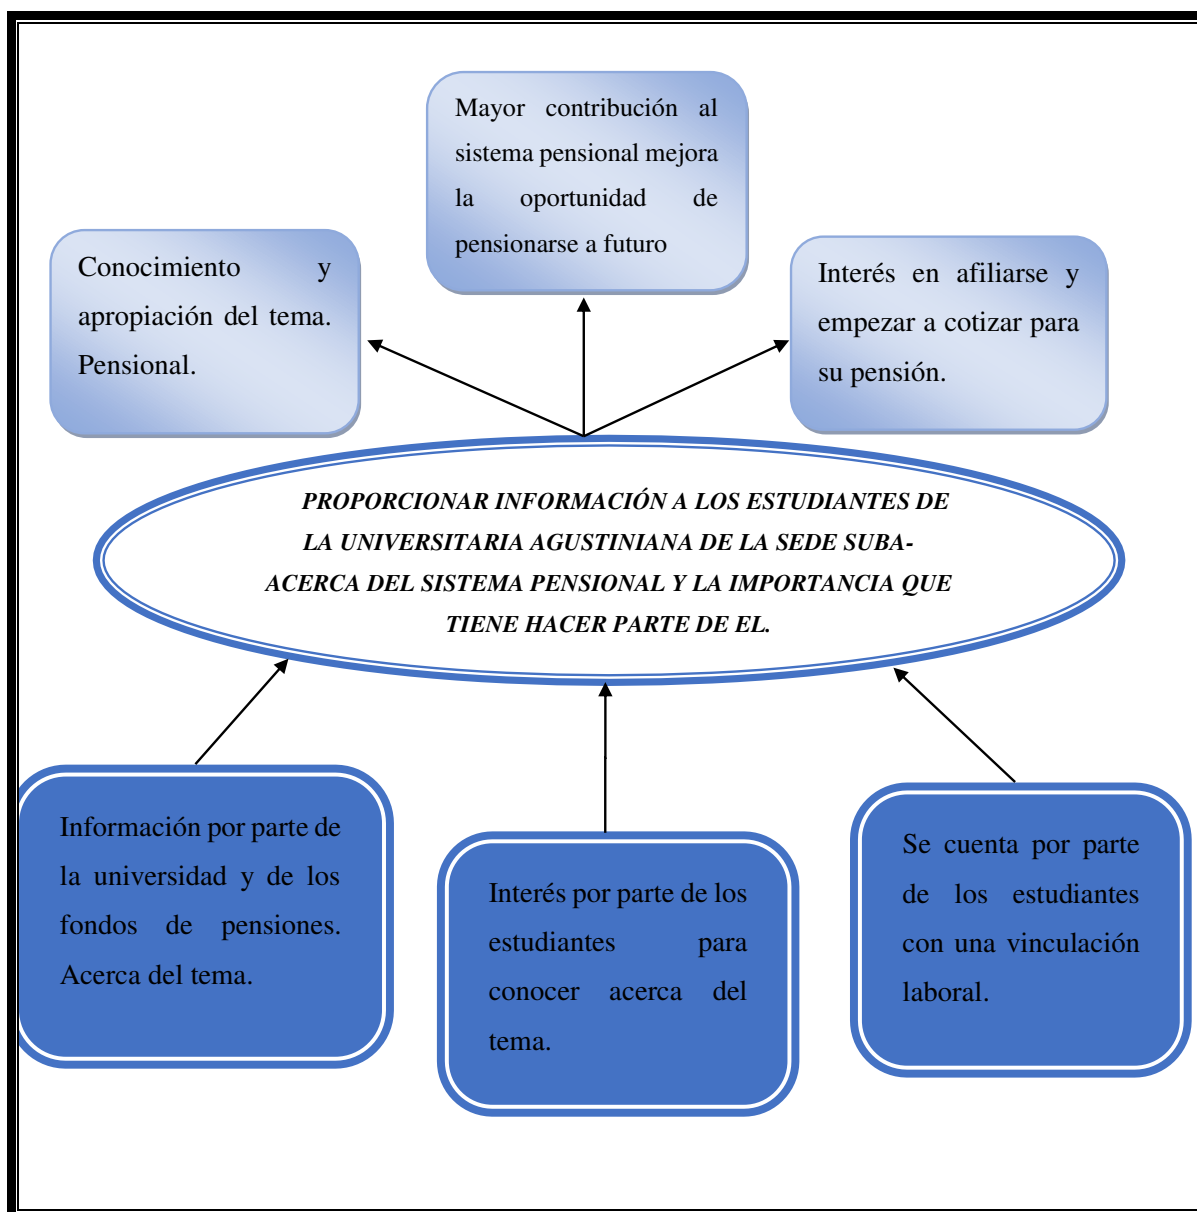 Mayor contribución al
sistema pensional mejora
la oportunidad de
pensionarse a futuro
Conocimiento y
apropiación del tema.
Pensional.
Interés en afiliarse y
empezar a cotizar para
su pensión.
PROPORCIONAR INFORMACIÓN A LOS ESTUDIANTES DE
LA UNIVERSITARIA AGUSTINIANA DE LA SEDE SUBA-
ACERCA DEL SISTEMA PENSIONAL Y LA IMPORTANCIA QUE
TIENE HACER PARTE DE EL.
Información por parte de
la universidad y de los
fondos de pensiones.
Acerca del tema.
Interés por parte de los
estudiantes para
conocer acerca del
tema.
Se cuenta por parte
de los estudiantes
con una vinculación
laboral.